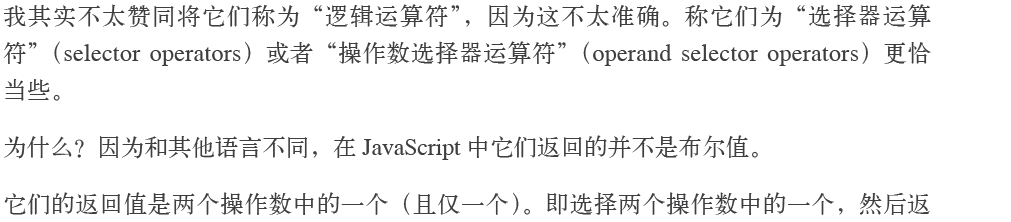 我其实不太赞同将它们称为“逻辑运算符”，因为这不太准确。称它们为“选择器运算
符”（selector operators）或者“操作数选择器运算符”（operand selector operators）更恰
当些。
为什么？因为和其他语言不同，在 JavaScript 中它们返回的并不是布尔值。
它们的返回值是两个操作数中的一个（且仅一个）。即选择两个操作数中的一个，然后返